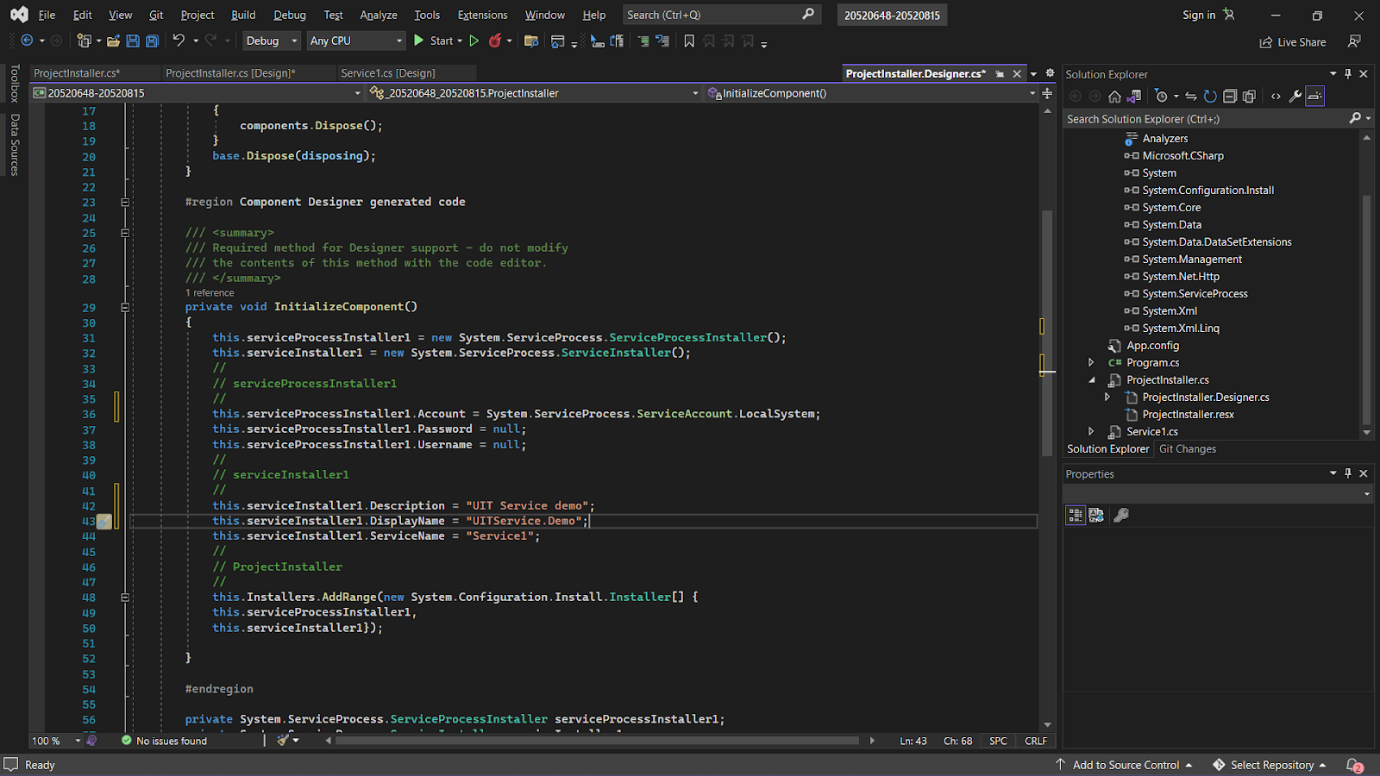 File Edit View Git Project Build Debug Test Analyze Tools Extensions Window Help Search (Ctrl+Q) 20520648-20520815 Sign in
Debug Any CPU Start Live Share
Toolbox
Data Sources
ProjectInstaller.cs* ProjectInstaller.cs [Design]* Service1.cs [Design] ProjectInstaller.Designer.cs*
20520648-20520815 _20520648_20520815.ProjectInstaller InitializeComponent()
17 {
18 components.Dispose();
19 }
20 base.Dispose(disposing);
21 }
22
23 #region Component Designer generated code
24
25 /// <summary>
26 /// Required method for Designer support - do not modify
27 /// the contents of this method with the code editor.
28 /// </summary>
1 reference
29 private void InitializeComponent()
30 {
31 this.serviceProcessInstaller1 = new System.ServiceProcess.ServiceProcessInstaller();
32 this.serviceInstaller1 = new System.ServiceProcess.ServiceInstaller();
33 //
34 // serviceProcessInstaller1
35 //
36 this.serviceProcessInstaller1.Account = System.ServiceProcess.ServiceAccount.LocalSystem;
37 this.serviceProcessInstaller1.Password = null;
38 this.serviceProcessInstaller1.Username = null;
39 //
40 // serviceInstaller1
41 //
42 this.serviceInstaller1.Description = "UIT Service demo";
43 this.serviceInstaller1.DisplayName = "UITService.Demo";
44 this.serviceInstaller1.ServiceName = "Service1";
45 //
46 // ProjectInstaller
47 //
48 this.Installers.AddRange(new System.Configuration.Install.Installer[] {
49 this.serviceProcessInstaller1,
50 this.serviceInstaller1});
51
52 }
53
54 #endregion
55
56 private System.ServiceProcess.ServiceProcessInstaller serviceProcessInstaller1;
100 % No issues found Ln: 43 Ch: 68 SPC CRLF
Solution Explorer
Search Solution Explorer (Ctrl+;)
Analyzers
Microsoft.CSharp
System
System.Configuration.Install
System.Core
System.Data
System.Data.DataSetExtensions
System.Management
System.Net.Http
System.ServiceProcess
System.Xml
System.Xml.Linq
App.config
C# Program.cs
ProjectInstaller.cs
ProjectInstaller.Designer.cs
ProjectInstaller.resx
Service1.cs
Solution Explorer Git Changes
Properties
Ready Add to Source Control Select Repository 2